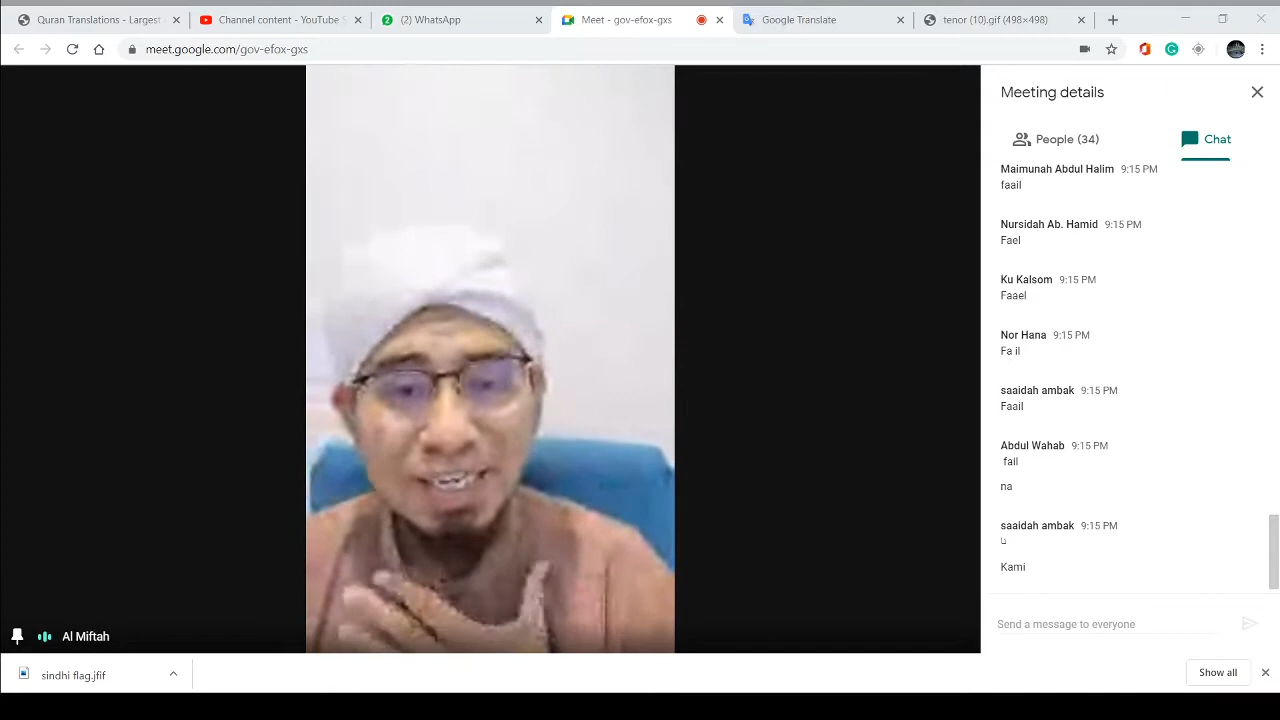 Quran Translations - Largest
Channel content - YouTube S
(2) WhatsApp
Meet - gov-efox-gxs
Google Translate
tenor (10).gif (498×498)
meet.google.com/gov-efox-gxs
Meeting details
People (34)
Chat
Maimunah Abdul Halim 9:15 PM
faail
Nursidah Ab. Hamid 9:15 PM
Fael
Ku Kalsom 9:15 PM
Faael
Nor Hana 9:15 PM
Fa il
saaidah ambak 9:15 PM
Faail
Abdul Wahab 9:15 PM
fail
na
saaidah ambak 9:15 PM
نا
Kami
Send a message to everyone
Al Miftah
sindhi flag.jfif
Show all